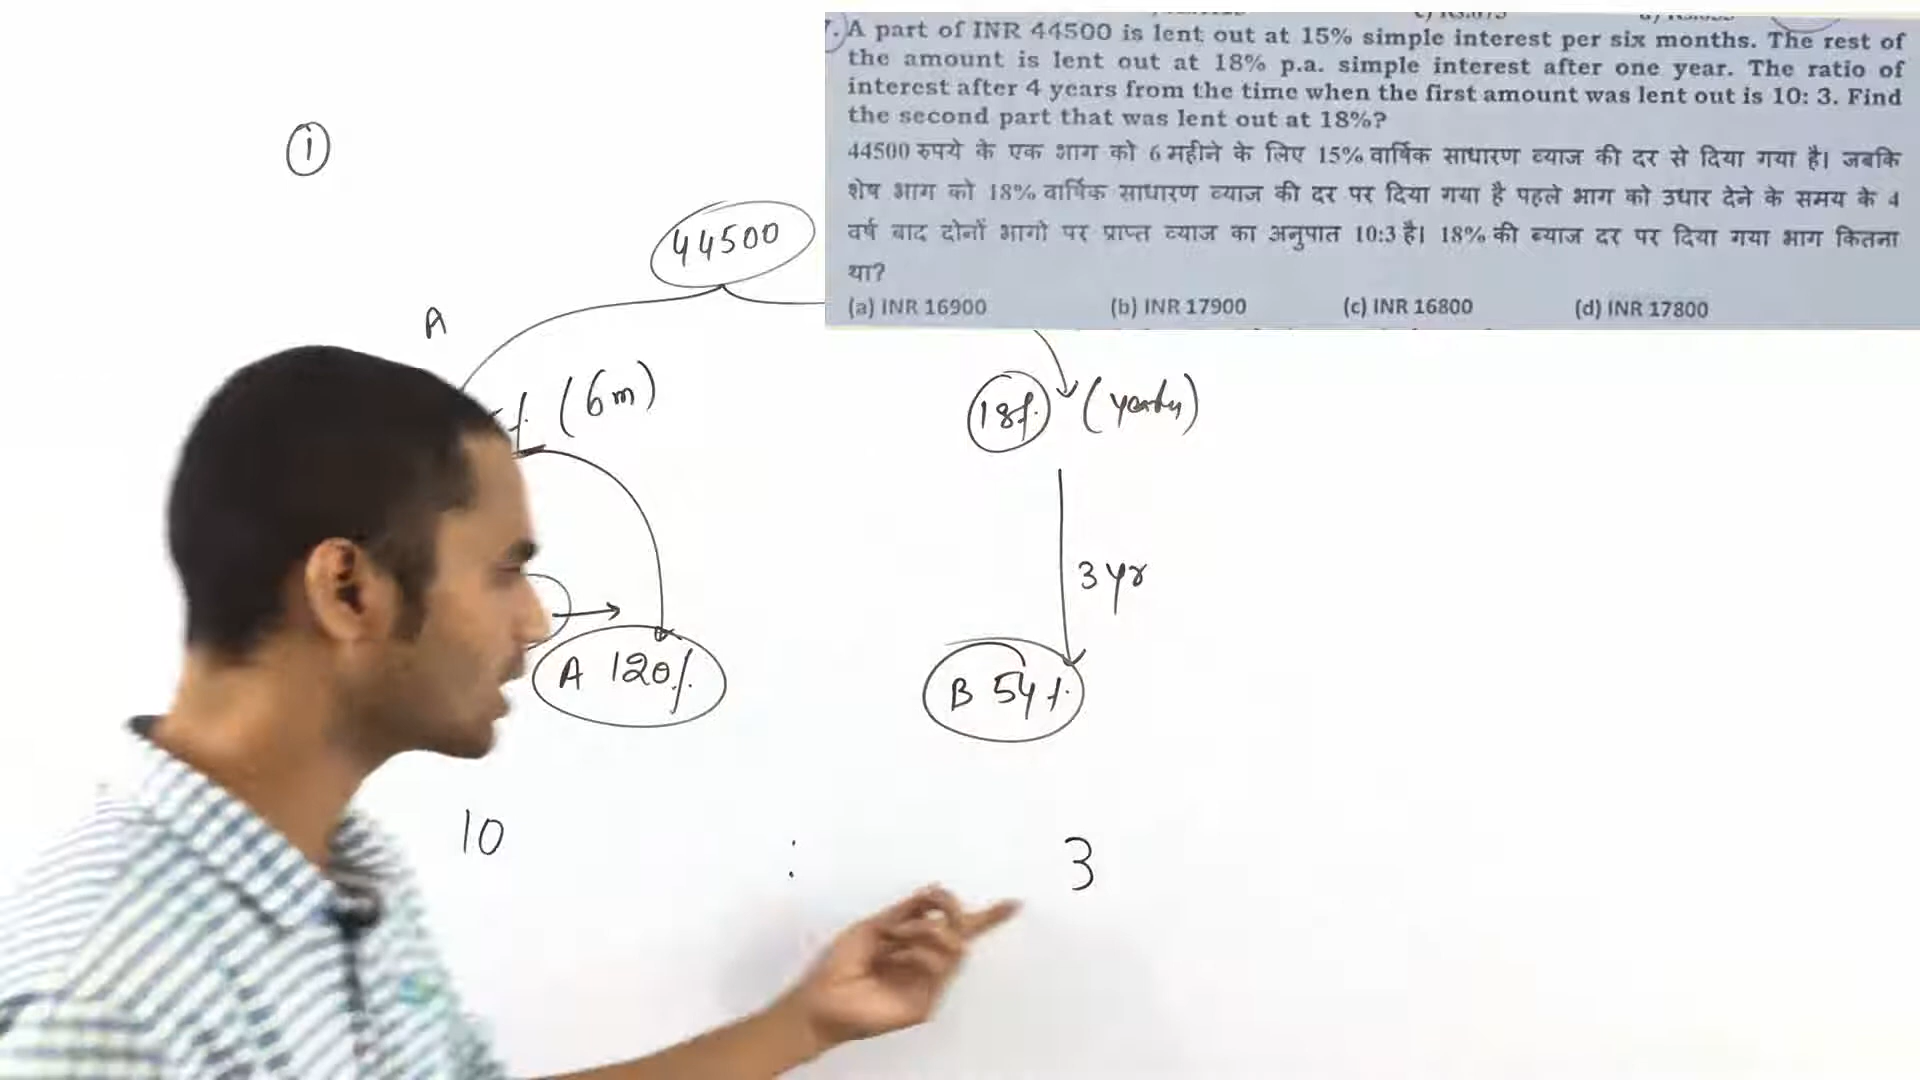 A part of INR 44500 is lent out at 15% simple interest per six months. The rest of
the amount is lent out at 18% p.a. simple interest after one year. The ratio of
interest after 4 years from the time when the first amount was lent out is 10: 3. Find
the second part that was lent out at 18%?
44500 रुपये के एक भाग को 6 महीने के लिए 15% वार्षिक साधारण ब्याज की दर से दिया गया है। जबकि
शेष भाग को 18% वार्षिक साधारण ब्याज की दर पर दिया गया है पहले भाग को उधार देने के समय के 4
वर्ष बाद दोनों भागो पर प्राप्त ब्याज का अनुपात 10:3 है। 18% की ब्याज दर पर दिया गया भाग कितना
था?
(a) INR 16900 (b) INR 17900 (c) INR 16800 (d) INR 17800
1
44500
A
% (6m)
18% (yearly)
3 yr
A 120%
B 54%
10 : 3